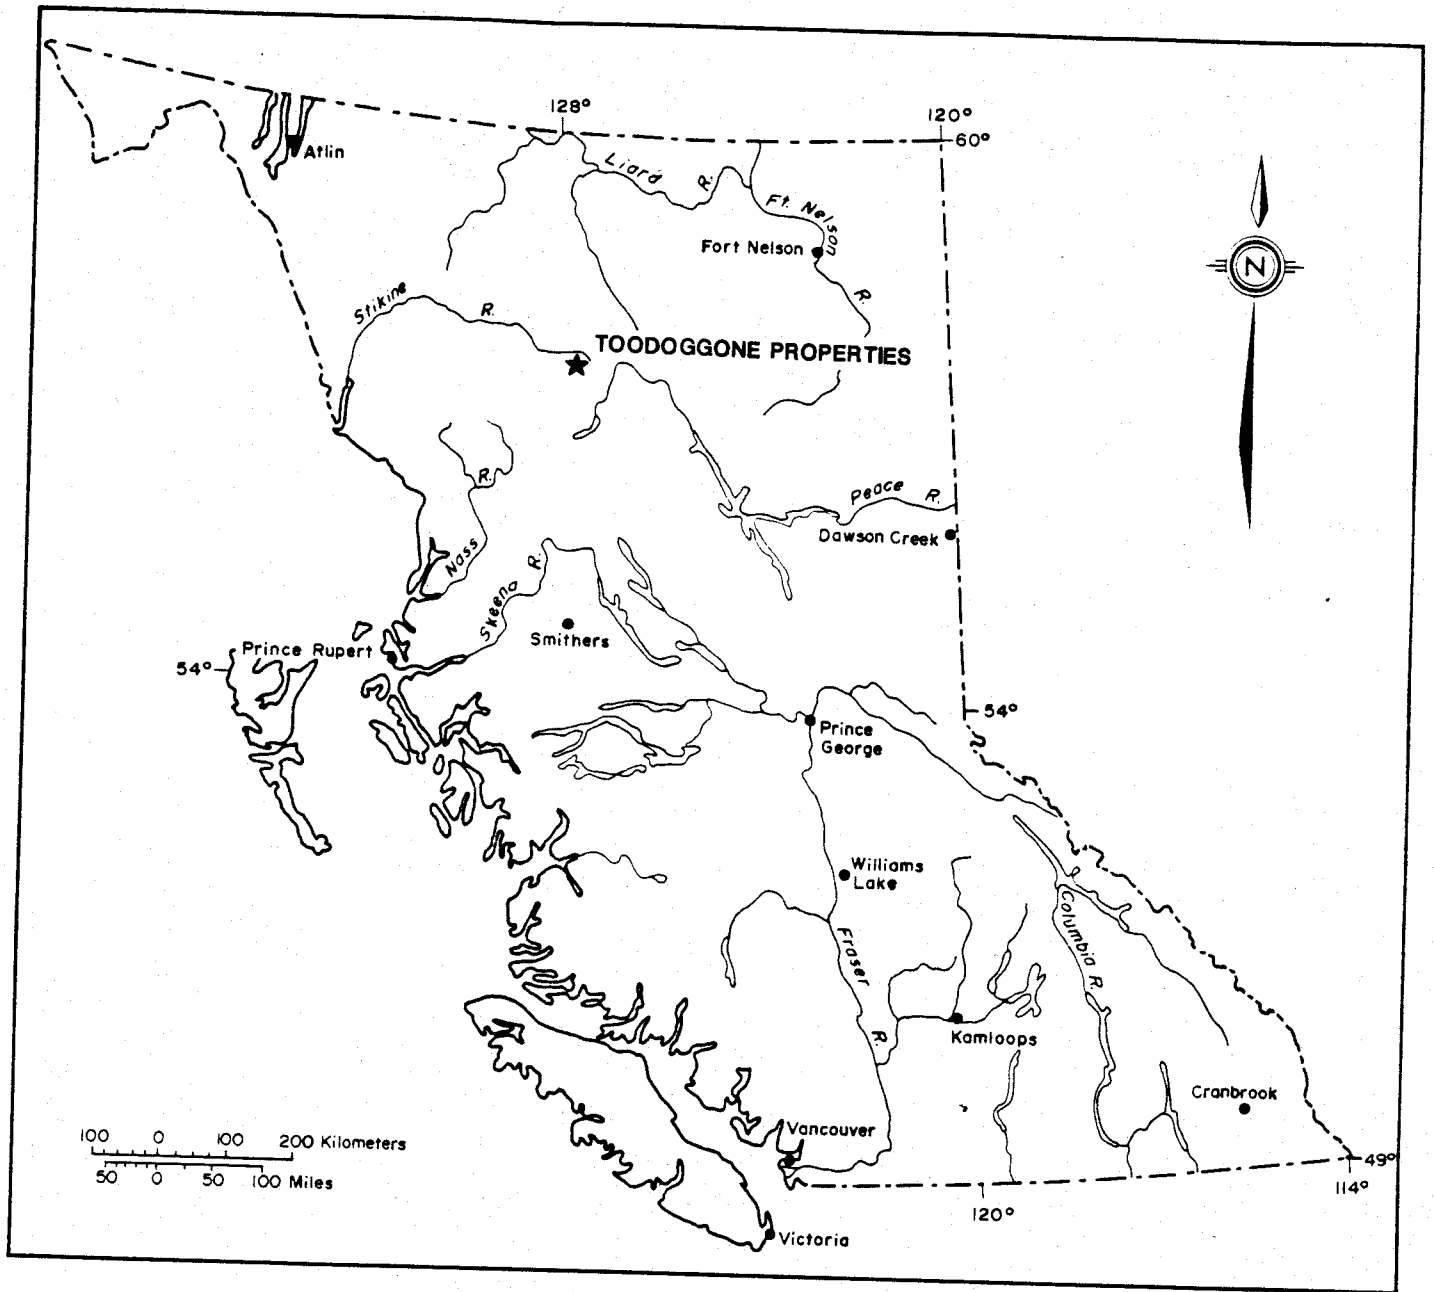 128°
120°
60°
Atlin
Liard R.
Ft. Nelson R.
Fort Nelson
N
Stikine R.
TOODOGGONE PROPERTIES
Peace R.
Dawson Creek
Nass R.
Skeena R.
Smithers
Prince Rupert
54°
54°
Prince
George
Williams
Lake
Columbia R.
Fraser R.
Kamloops
Cranbrook
Vancouver
100 0 100 200 Kilometers
50 0 50 100 Miles
49°
114°
120°
Victoria